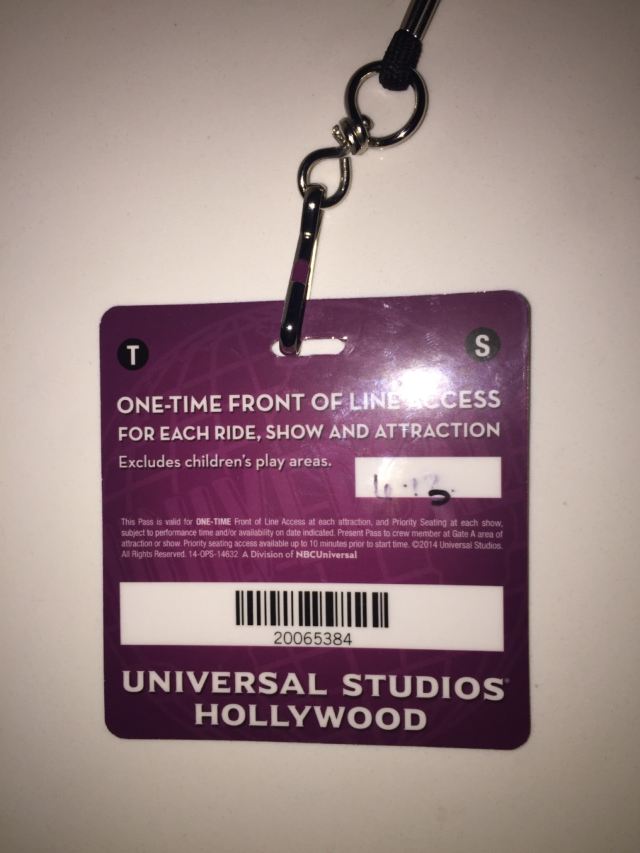 T S
ONE-TIME FRONT OF LINE ACCESS
FOR EACH RIDE, SHOW AND ATTRACTION
Excludes children's play areas.
This Pass is valid for ONE-TIME Front of Line Access at each attraction, and Priority Seating at each show,
subject to performance time and/or availability on date indicated. Present Pass to crew member at Gate A area of
attraction or show. Priority seating access available up to 10 minutes prior to start time. ©2014 Universal Studios.
All Rights Reserved. 14-OPS-14632 A Division of NBCUniversal
20065384
UNIVERSAL STUDIOS®
HOLLYWOOD